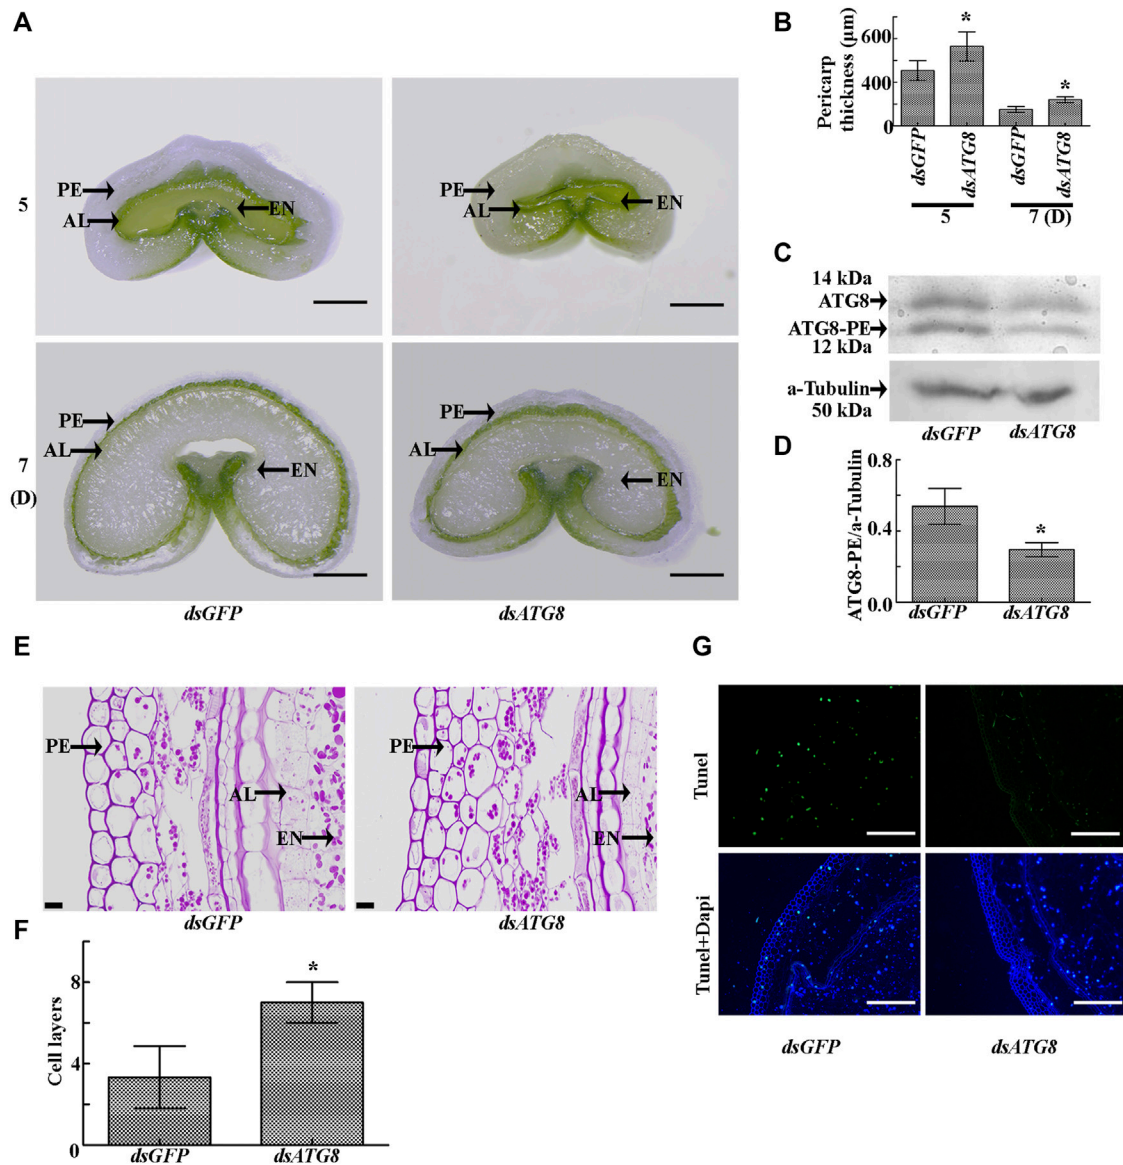 A
5
PE
AL
EN
PE
AL
EN
7
(D)
PE
AL
EN
PE
AL
EN
dsGFP
dsATG8
B
Pericarp
thickness (μm)
600
400
0
*
*
dsGFP
dsATG8
dsGFP
dsATG8
5
7 (D)
C
14 kDa
ATG8
ATG8-PE
12 kDa
a-Tubulin
50 kDa
dsGFP
dsATG8
D
ATG8-PE/a-Tubulin
0.8
0.4
0.0
*
dsGFP
dsATG8
E
PE
AL
EN
PE
AL
EN
dsGFP
dsATG8
F
Cell layers
8
4
0
*
dsGFP
dsATG8
G
Tunel
Tunel+Dapi
dsGFP
dsATG8